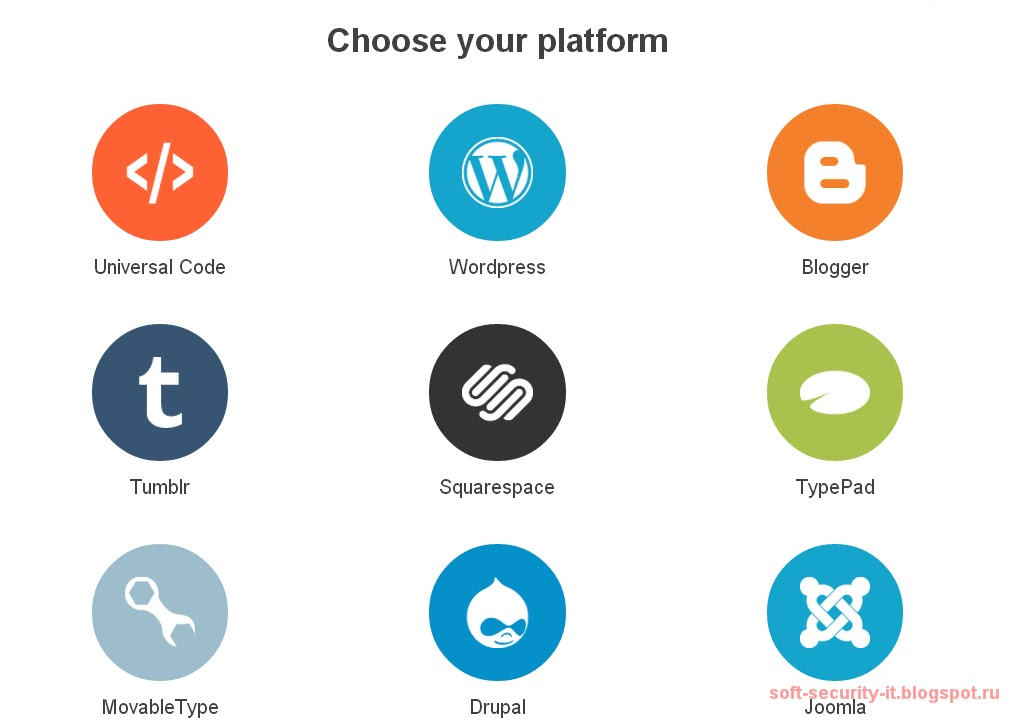 Choose your platform
</>
W
B
Universal Code
Wordpress
Blogger
t
Tumblr
Squarespace
TypePad
MovableType
Drupal
soft-security-it.blogspot.ru
Joomla